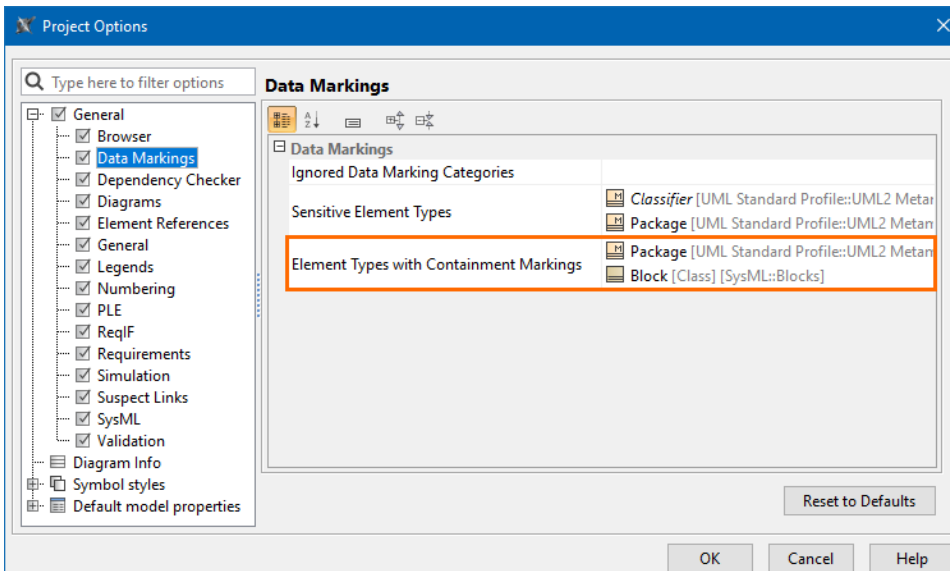 Project Options
Type here to filter options
General
Browser
Data Markings
Dependency Checker
Diagrams
Element References
General
Legends
Numbering
PLE
ReqIF
Requirements
Simulation
Suspect Links
SysML
Validation
Diagram Info
Symbol styles
Default model properties
Data Markings
Data Markings
Ignored Data Marking Categories
Sensitive Element Types
Classifier [UML Standard Profile::UML2 Metar
Package [UML Standard Profile::UML2 Metam
Element Types with Containment Markings
Package [UML Standard Profile::UML2 Metam
Block [Class] [SysML::Blocks]
Reset to Defaults
OK Cancel Help